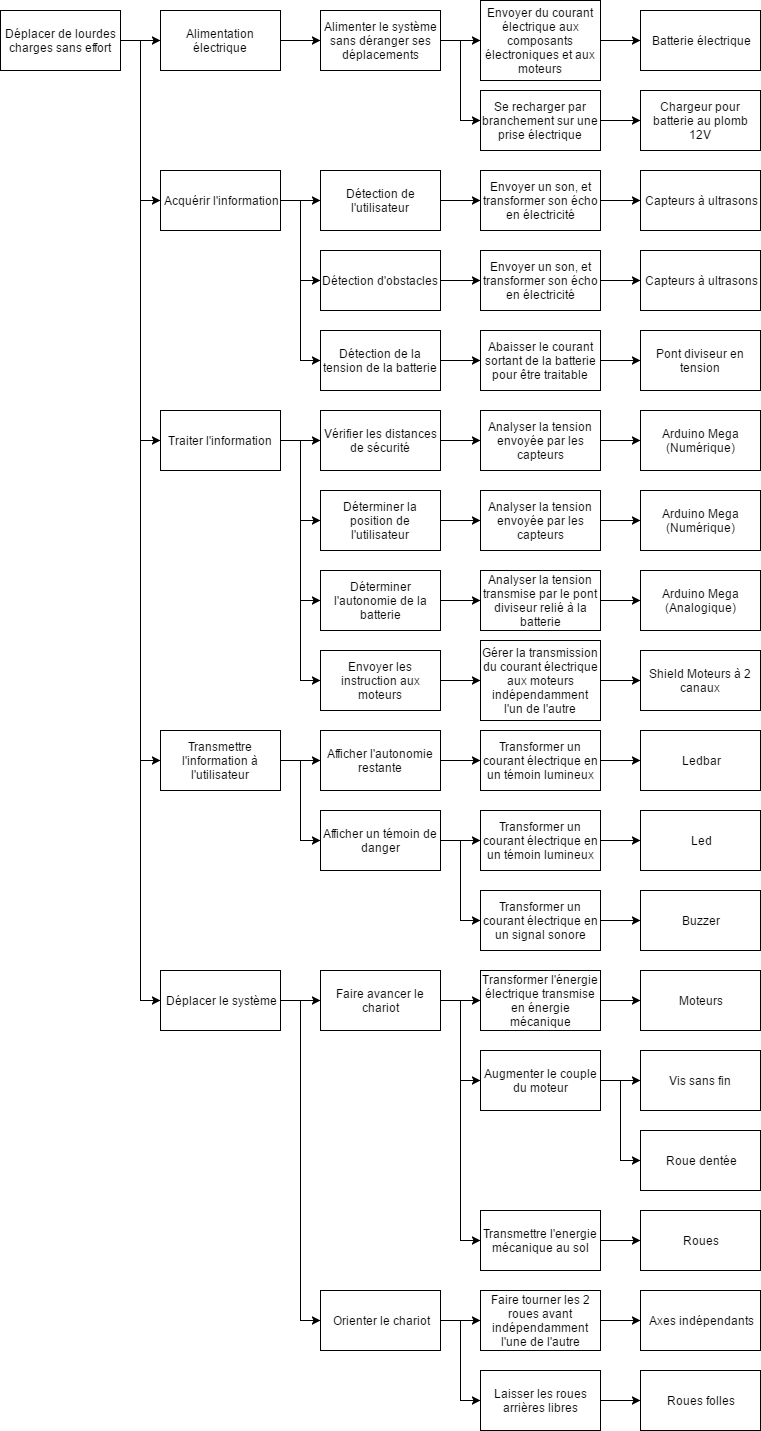 Déplacer de lourdes
charges sans effort
Alimentation
électrique
Alimenter le système
sans déranger ses
déplacements
Envoyer du courant
électrique aux
composants
électroniques et aux
moteurs
Batterie électrique
Se recharger par
branchement sur une
prise électrique
Chargeur pour
batterie au plomb
12V
Acquérir l'information
Détection de
l'utilisateur
Envoyer un son, et
transformer son écho
en électricité
Capteurs à ultrasons
Détection d'obstacles
Envoyer un son, et
transformer son écho
en électricité
Capteurs à ultrasons
Détection de la
tension de la batterie
Abaisser le courant
sortant de la batterie
pour être traitable
Pont diviseur en
tension
Traiter l'information
Vérifier les distances
de sécurité
Analyser la tension
envoyée par les
capteurs
Arduino Mega
(Numérique)
Déterminer la
position de
l'utilisateur
Analyser la tension
envoyée par les
capteurs
Arduino Mega
(Numérique)
Déterminer
l'autonomie de la
batterie
Analyser la tension
transmise par le pont
diviseur relié à la
batterie
Arduino Mega
(Analogique)
Envoyer les
instruction aux
moteurs
Gérer la transmission
du courant électrique
aux moteurs
indépendamment
l'un de l'autre
Shield Moteurs à 2
canaux
Transmettre
l'information à
l'utilisateur
Afficher l'autonomie
restante
Transformer un
courant électrique en
un témoin lumineux
Ledbar
Afficher un témoin de
danger
Transformer un
courant électrique en
un témoin lumineux
Led
Transformer un
courant électrique en
un signal sonore
Buzzer
Déplacer le système
Faire avancer le
chariot
Transformer l'énergie
électrique transmise
en énergie
mécanique
Moteurs
Augmenter le couple
du moteur
Vis sans fin
Roue dentée
Transmettre l'energie
mécanique au sol
Roues
Orienter le chariot
Faire tourner les 2
roues avant
indépendamment
l'une de l'autre
Axes indépendants
Laisser les roues
arrières libres
Roues folles